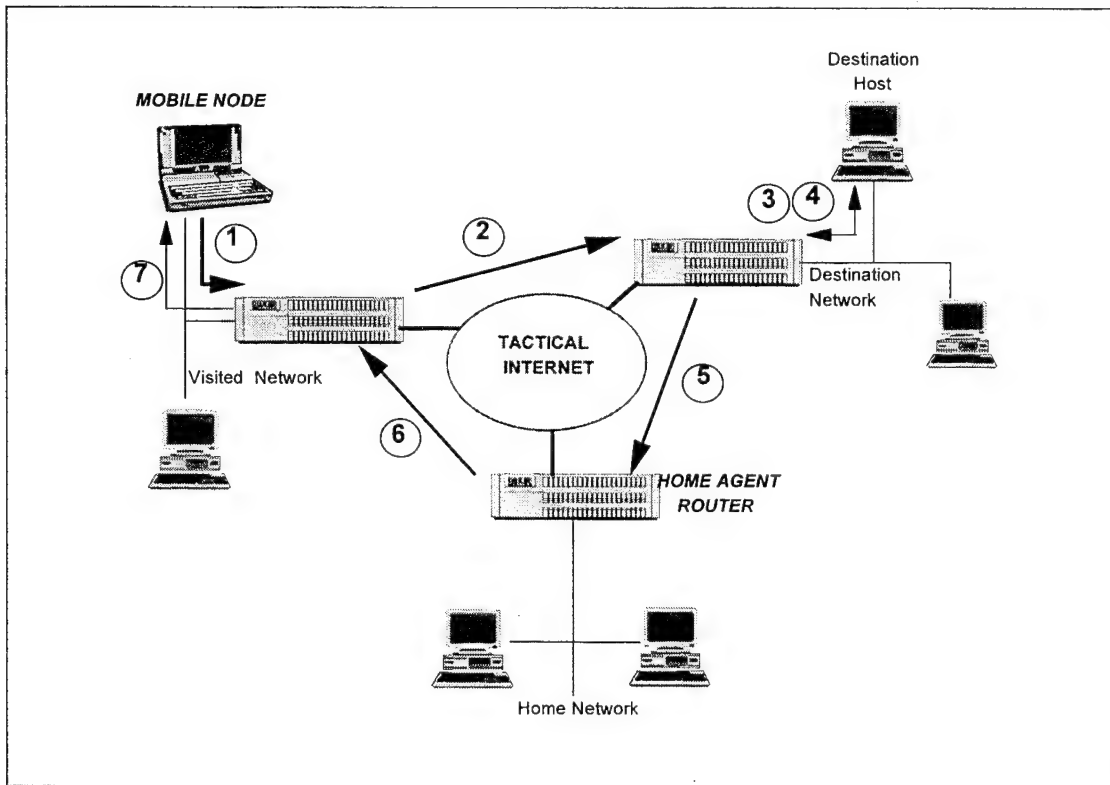 Destination
Host
MOBILE NODE
3 4
2
1
7
Destination
Network
TACTICAL
INTERNET
Visited Network
5
6
HOME AGENT
ROUTER
Home Network